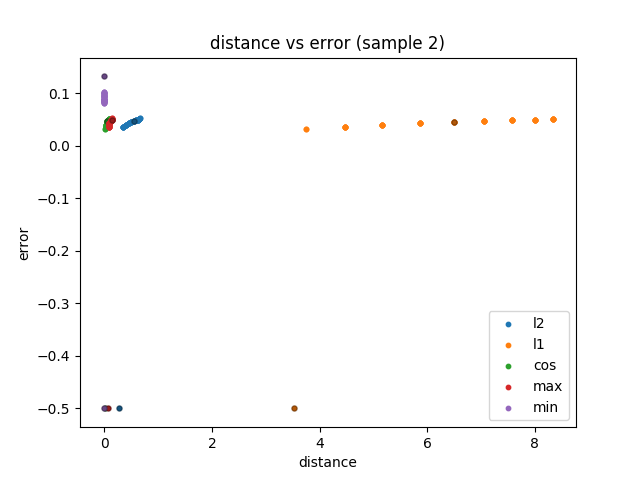 distance vs error (sample 2)
error
0.1
0.0
−0.1
−0.2
−0.3
−0.4
−0.5
l2
l1
cos
max
min
0 2 4 6 8
distance